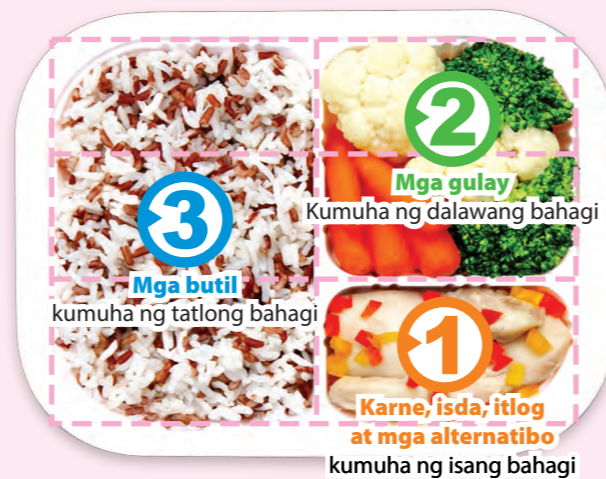 3
Mga butil
kumuha ng tatlong bahagi
2
Mga gulay
Kumuha ng dalawang bahagi
1
Karne, isda, itlog
at mga alternatibo
kumuha ng isang bahagi